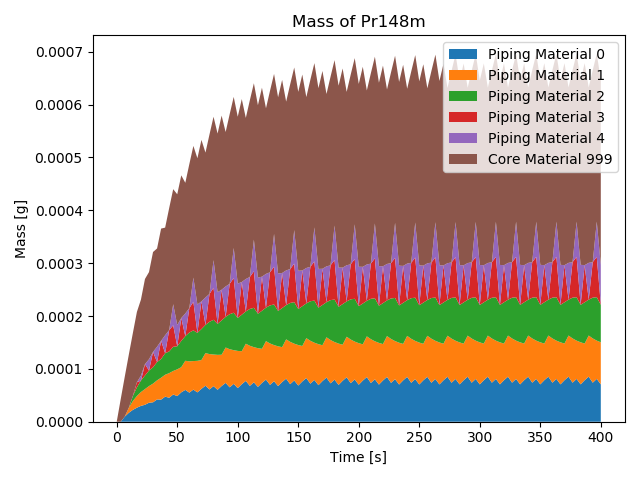 Mass of Pr148m
Mass [g]
0.0007
0.0006
0.0005
0.0004
0.0003
0.0002
0.0001
0.0000
Piping Material 0
Piping Material 1
Piping Material 2
Piping Material 3
Piping Material 4
Core Material 999
0 50 100 150 200 250 300 350 400
Time [s]